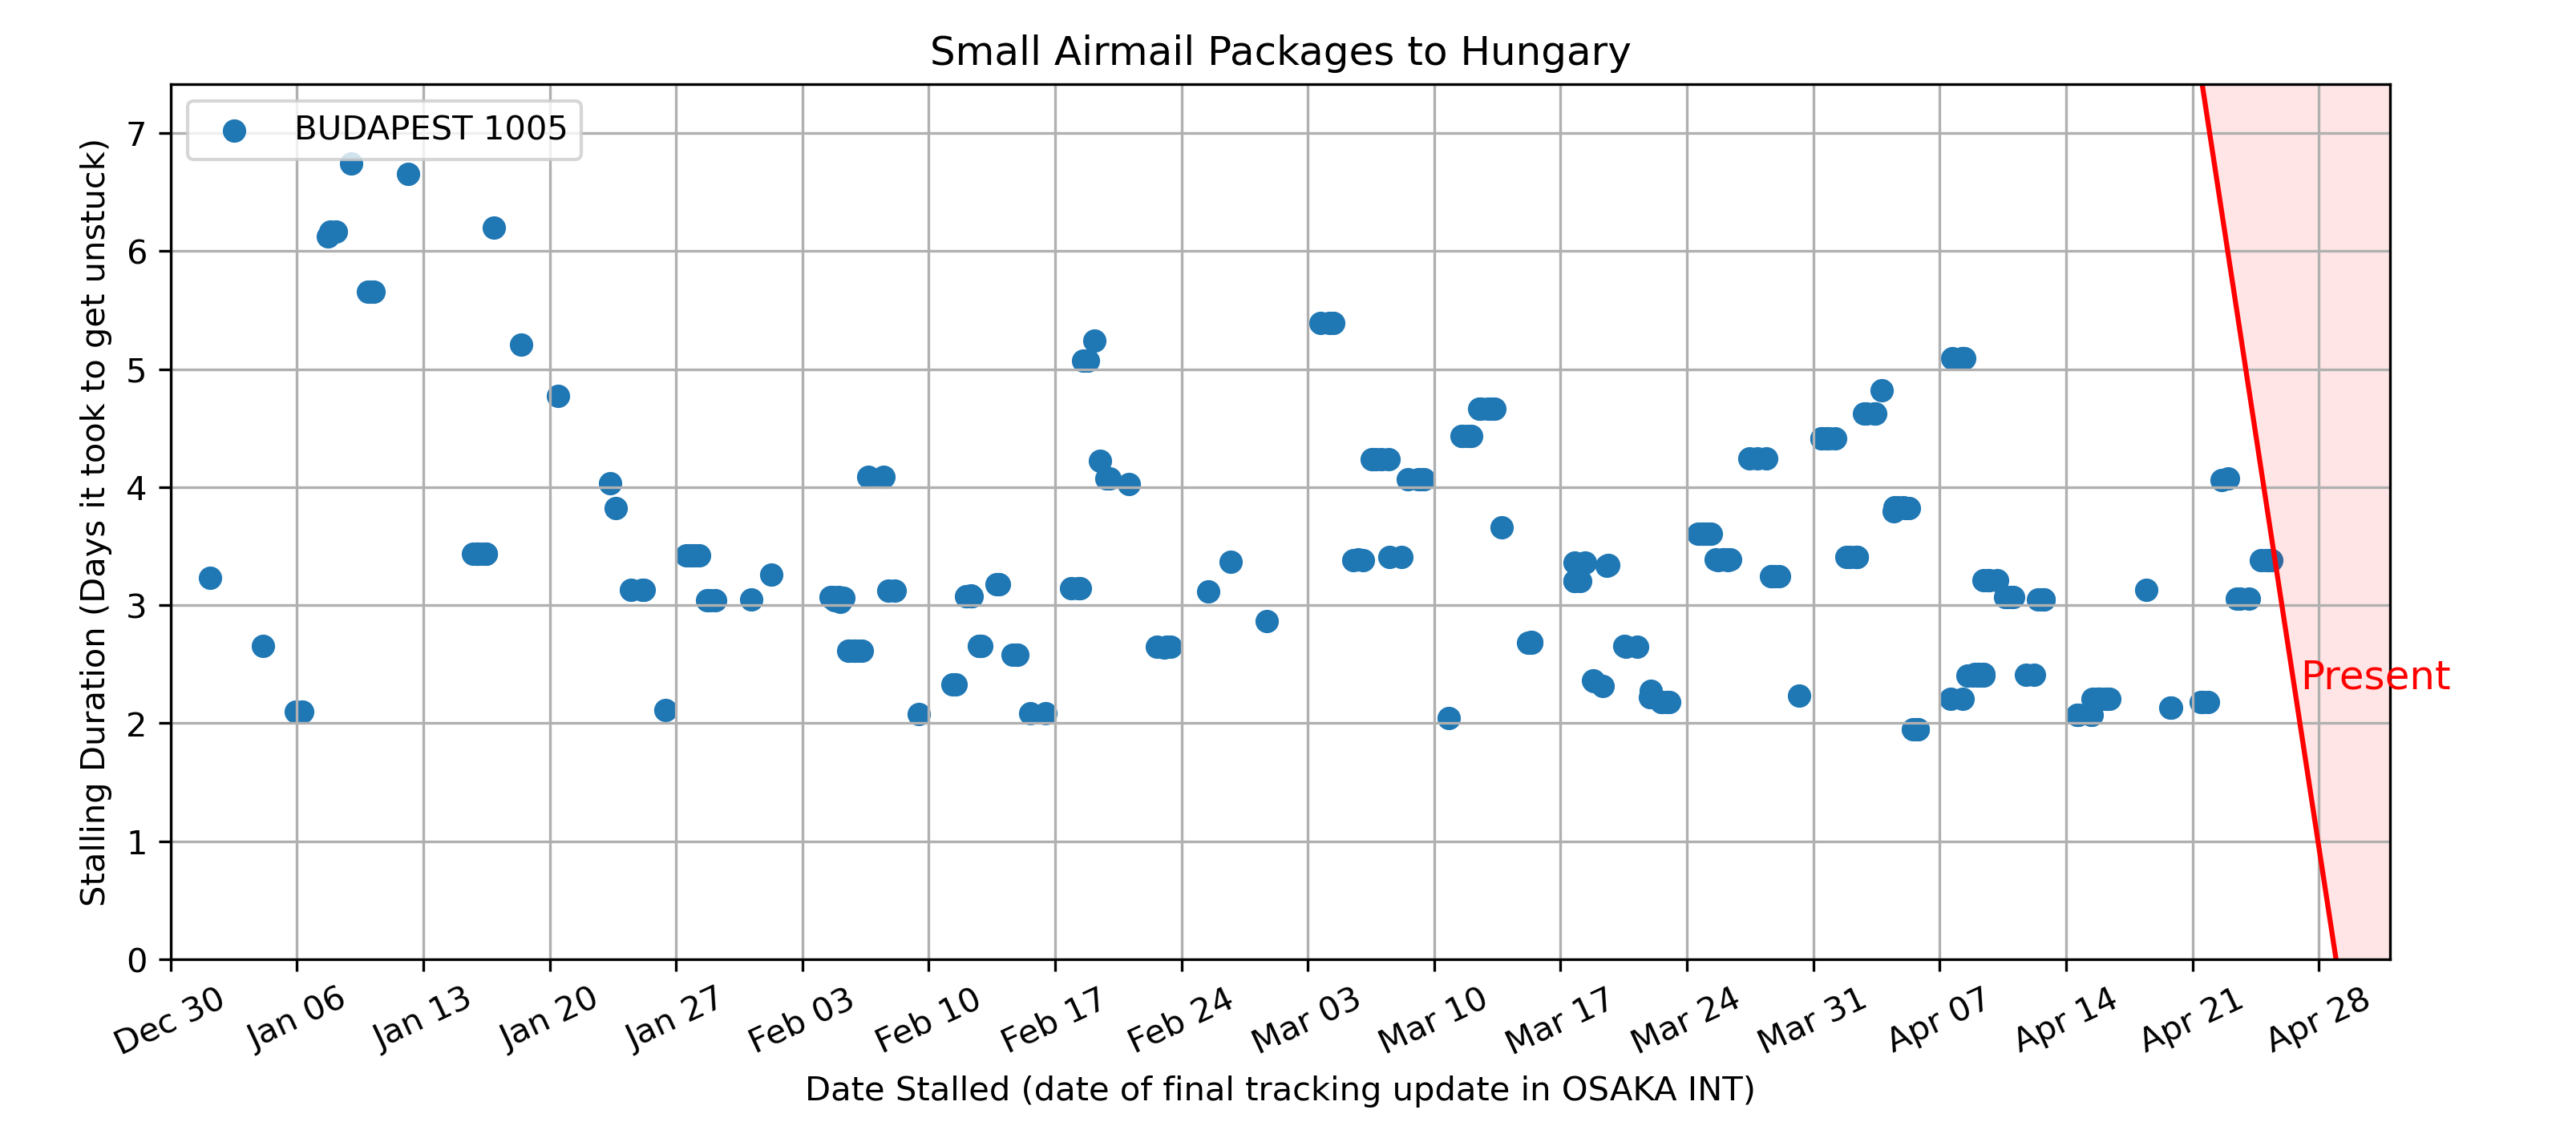 Small Airmail Packages to Hungary
BUDAPEST 1005
Stalling Duration (Days it took to get unstuck)
7
6
5
4
3
2
1
0
Present
Dec 30
Jan 06
Jan 13
Jan 20
Jan 27
Feb 03
Feb 10
Feb 17
Feb 24
Mar 03
Mar 10
Mar 17
Mar 24
Mar 31
Apr 07
Apr 14
Apr 21
Apr 28
Date Stalled (date of final tracking update in OSAKA INT)